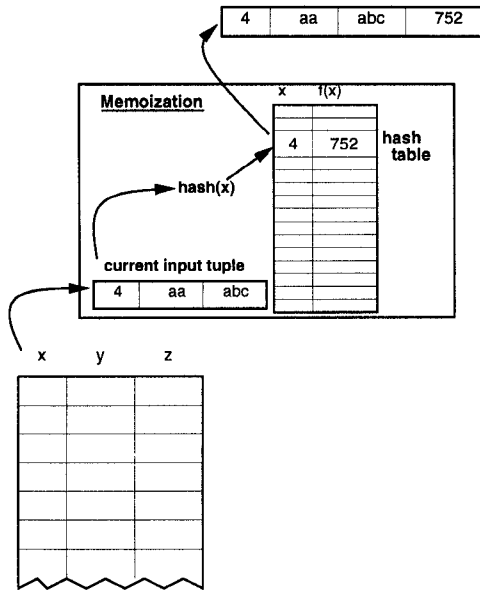 4 aa abc 752
x f(x)
Memoization
4 752
hash
table
hash(x)
current input tuple
4 aa abc
x y z